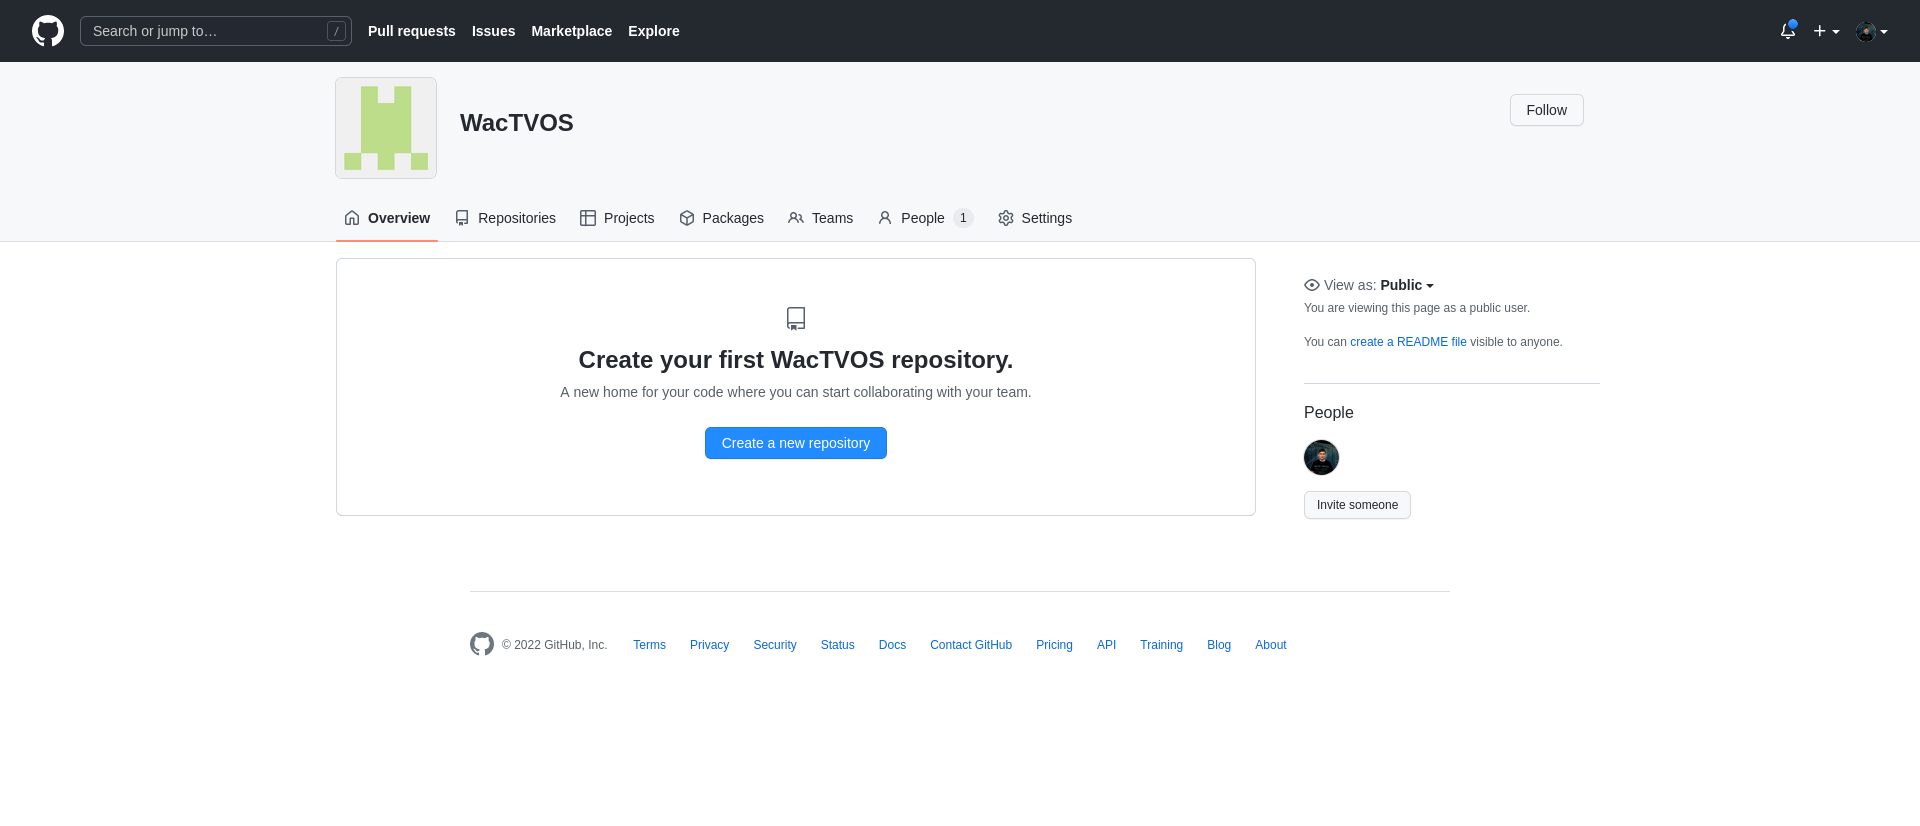 Search or jump to… /
Pull requests Issues Marketplace Explore
WacTVOS
Follow
Overview Repositories Projects Packages Teams People 1 Settings
Create your first WacTVOS repository.
A new home for your code where you can start collaborating with your team.
Create a new repository
View as: Public
You are viewing this page as a public user.
You can create a README file visible to anyone.
People
Invite someone
© 2022 GitHub, Inc. Terms Privacy Security Status Docs Contact GitHub Pricing API Training Blog About